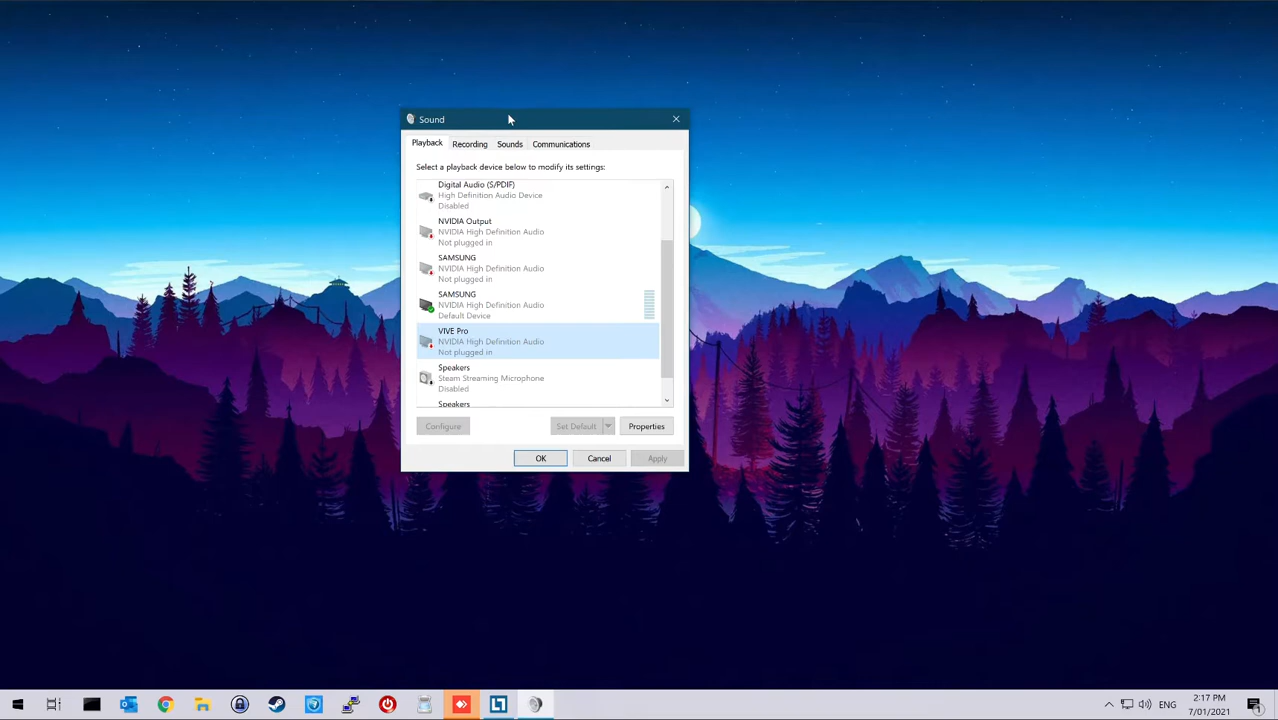 Sound
Playback
Recording
Sounds
Communications
Select a playback device below to modify its settings:
Digital Audio (S/PDIF)
High Definition Audio Device
Disabled
NVIDIA Output
NVIDIA High Definition Audio
Not plugged in
SAMSUNG
NVIDIA High Definition Audio
Not plugged in
SAMSUNG
NVIDIA High Definition Audio
Default Device
VIVE Pro
NVIDIA High Definition Audio
Not plugged in
Speakers
Steam Streaming Microphone
Disabled
Speakers
Configure
Set Default
Properties
OK
Cancel
Apply
ENG
2:17 PM
7/01/2021
1